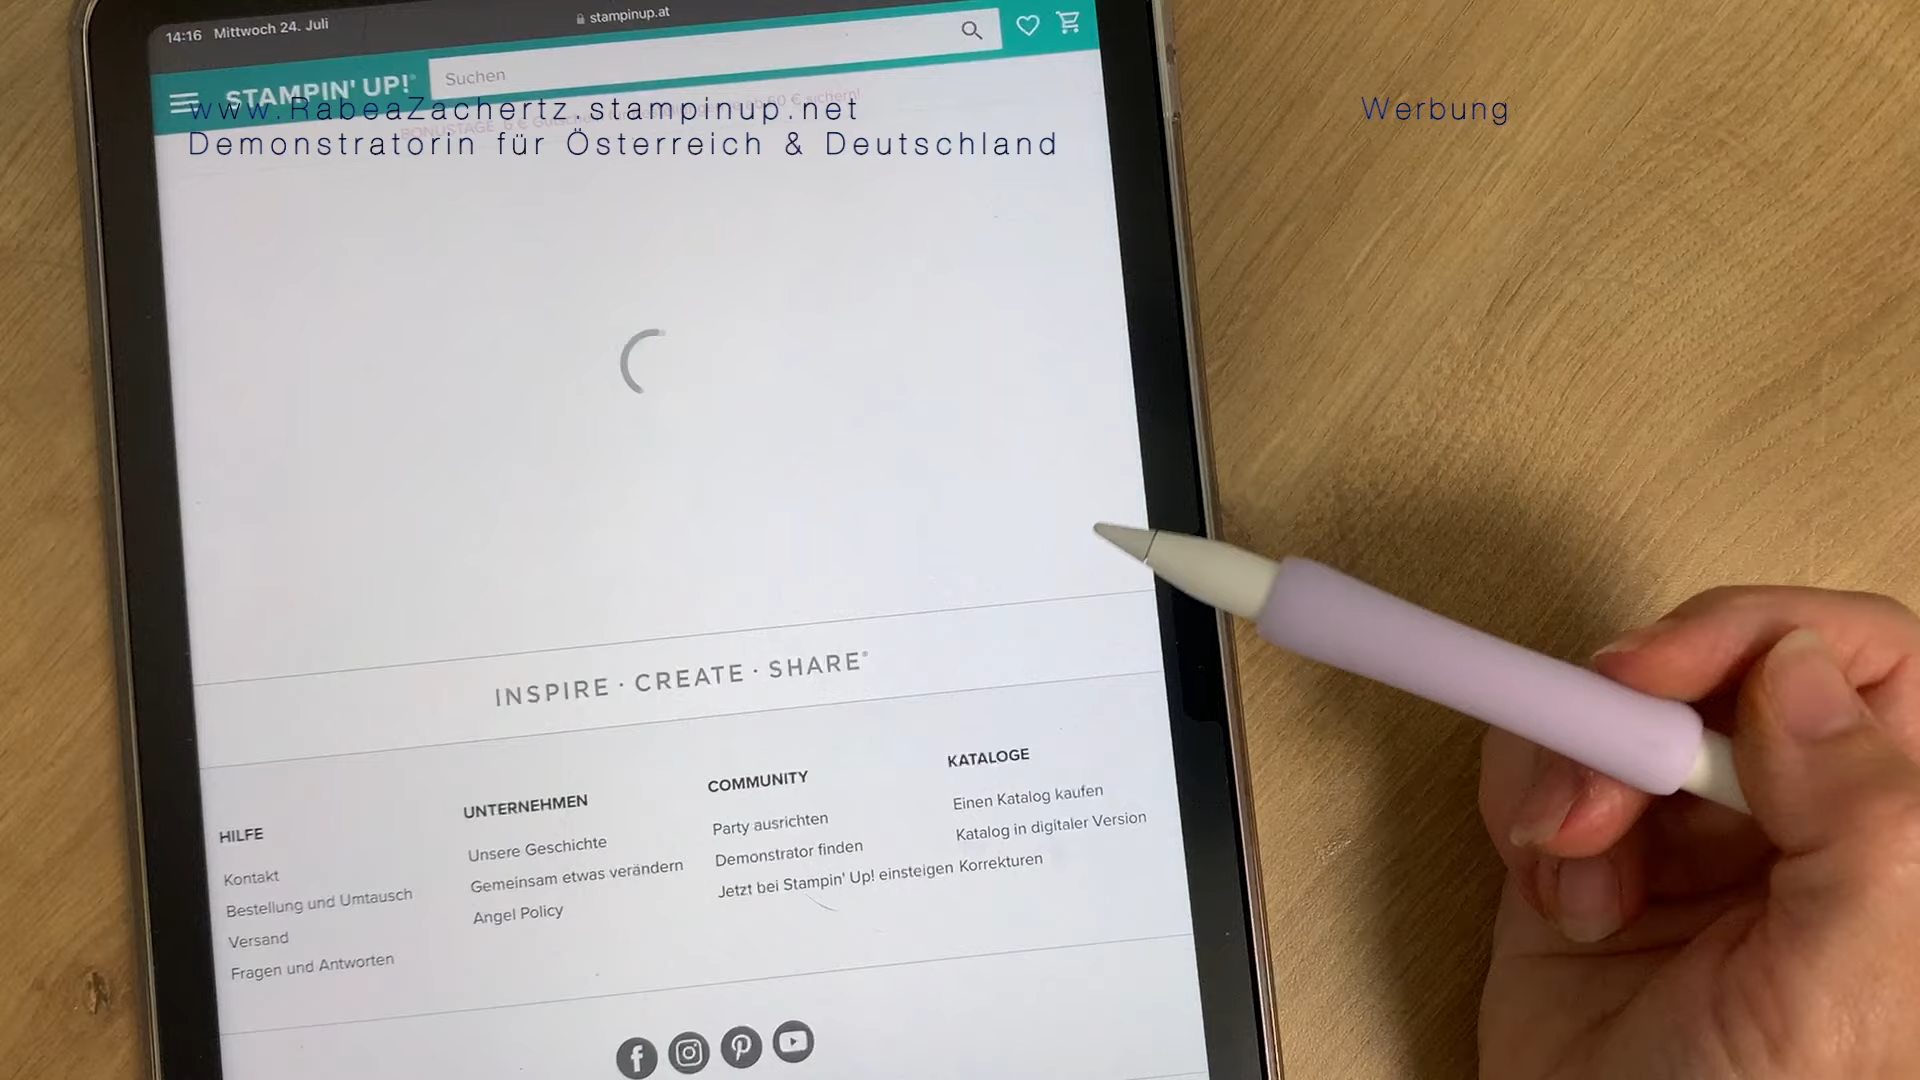 14:16 Mittwoch 24. Juli
stampinup.at
STAMPIN' UP!®
Suchen
www.RabeaZachertz.stampinup.net
Werbung
Demonstratorin für Österreich & Deutschland
INSPIRE · CREATE · SHARE®
HILFE
Kontakt
Bestellung und Umtausch
Versand
Fragen und Antworten
UNTERNEHMEN
Unsere Geschichte
Gemeinsam etwas verändern
Angel Policy
COMMUNITY
Party ausrichten
Demonstrator finden
Jetzt bei Stampin' Up! einsteigen
KATALOGE
Einen Katalog kaufen
Katalog in digitaler Version
Korrekturen